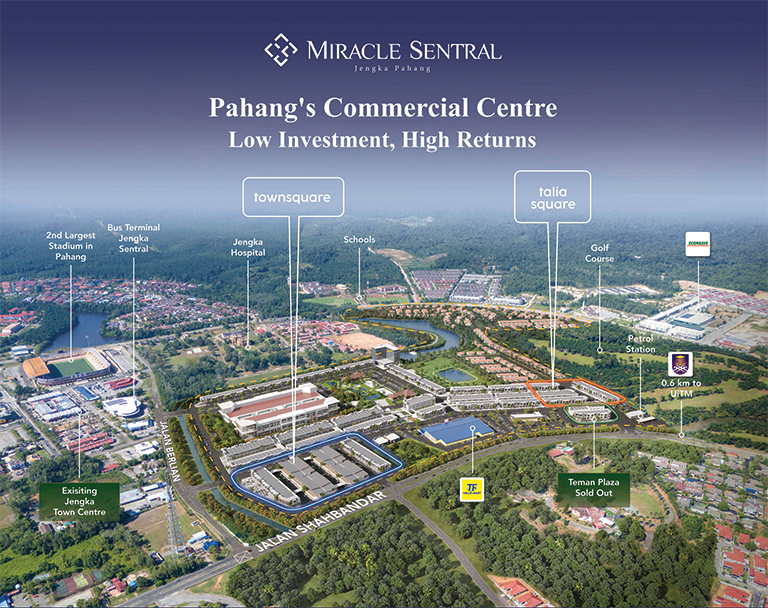 MIRACLE SENTRAL
Jengka Pahang
Pahang's Commercial Centre
Low Investment, High Returns
townsquare
talia
square
2nd Largest
Stadium in
Pahang
Bus Terminal
Jengka
Sentral
Jengka
Hospital
Schools
Golf
Course
ECONSAVE
Petrol
Station
0.6 km to
UiTM
JALAN BERLIAN
TF
Teman Plaza
Sold Out
Exisiting
Jengka
Town Centre
JALAN SHAHBANDAR